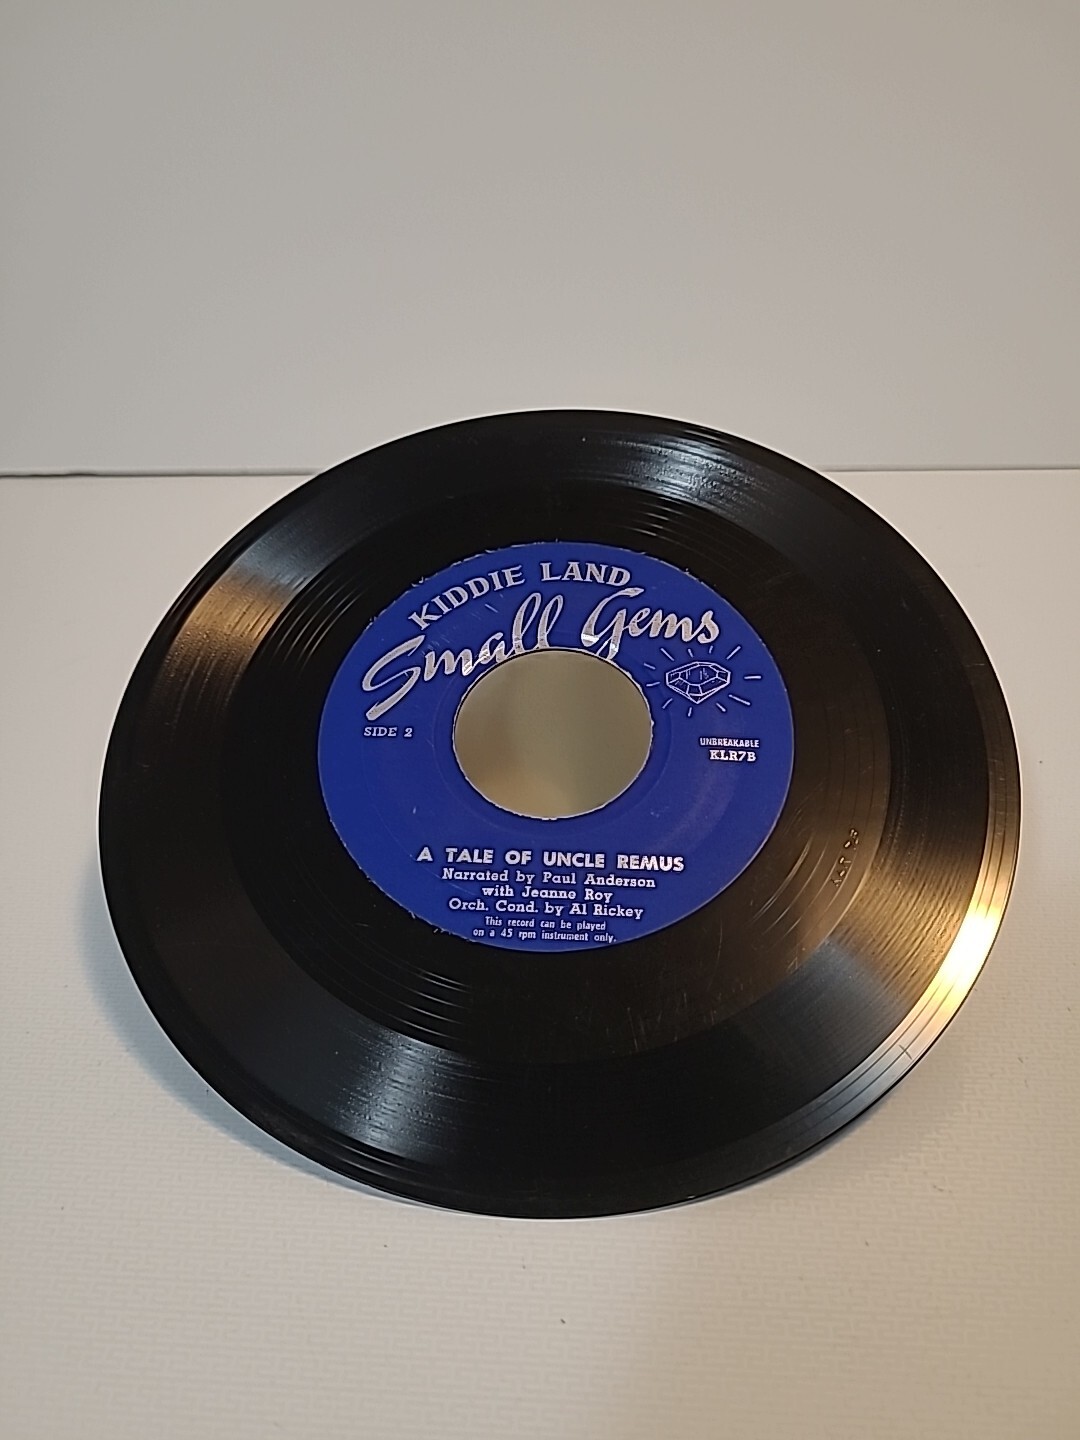 KIDDIE LAND
Small Gems
SIDE 2
UNBREAKABLE
KLR7B
A TALE OF UNCLE REMUS
Narrated by Paul Anderson
with Jeanne Roy
Orch. Cond. by Al Rickey
This record can be played
on a 45 rpm instrument only.